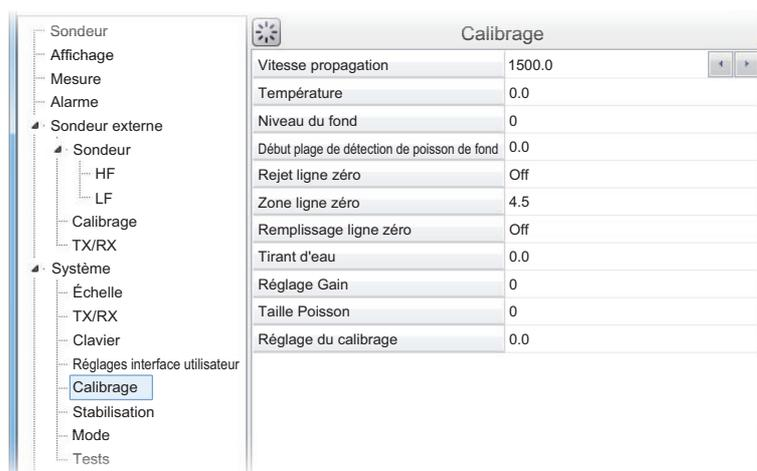 Sondeur
Affichage
Mesure
Alarme
Sondeur externe
Sondeur
HF
LF
Calibrage
TX/RX
Système
Échelle
TX/RX
Clavier
Réglages interface utilisateur
Calibrage
Stabilisation
Mode
Tests
Calibrage
Vitesse propagation 1500.0
Température 0.0
Niveau du fond 0
Début plage de détection de poisson de fond 0.0
Rejet ligne zéro Off
Zone ligne zéro 4.5
Remplissage ligne zéro Off
Tirant d'eau 0.0
Réglage Gain 0
Taille Poisson 0
Réglage du calibrage 0.0